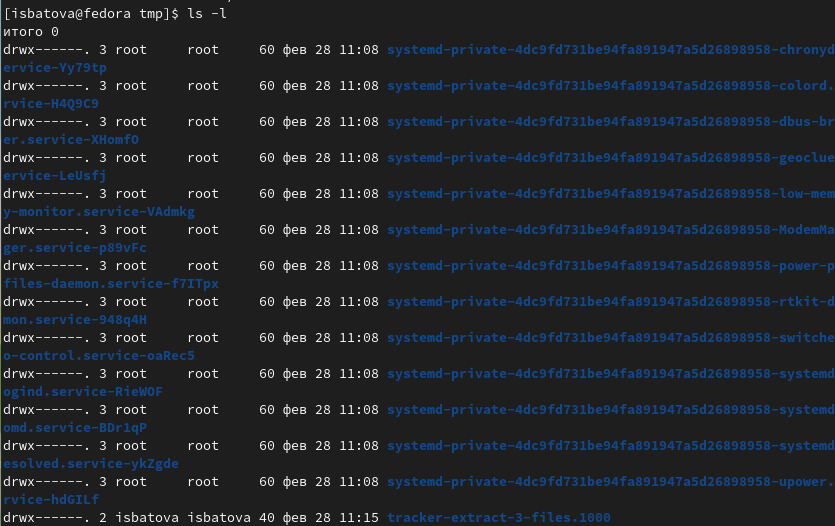 [isbatova@fedora tmp]$ ls -l
итого 0
drwx------. 3 root     root     60 фев 28 11:08 systemd-private-4dc9fd731be94fa891947a5d26898958-chronyd
ervice-Yy79tp
drwx------. 3 root     root     60 фев 28 11:08 systemd-private-4dc9fd731be94fa891947a5d26898958-colord.
rvice-H4Q9C9
drwx------. 3 root     root     60 фев 28 11:08 systemd-private-4dc9fd731be94fa891947a5d26898958-dbus-br
er.service-XHomfO
drwx------. 3 root     root     60 фев 28 11:08 systemd-private-4dc9fd731be94fa891947a5d26898958-geoclue
ervice-LeUsfj
drwx------. 3 root     root     60 фев 28 11:08 systemd-private-4dc9fd731be94fa891947a5d26898958-low-mem
y-monitor.service-VAdmkg
drwx------. 3 root     root     60 фев 28 11:08 systemd-private-4dc9fd731be94fa891947a5d26898958-ModemMa
ger.service-p89vFc
drwx------. 3 root     root     60 фев 28 11:08 systemd-private-4dc9fd731be94fa891947a5d26898958-power-p
files-daemon.service-f7ITpx
drwx------. 3 root     root     60 фев 28 11:08 systemd-private-4dc9fd731be94fa891947a5d26898958-rtkit-d
mon.service-948q4H
drwx------. 3 root     root     60 фев 28 11:08 systemd-private-4dc9fd731be94fa891947a5d26898958-switche
o-control.service-oaRec5
drwx------. 3 root     root     60 фев 28 11:08 systemd-private-4dc9fd731be94fa891947a5d26898958-systemd
ogind.service-RieWOF
drwx------. 3 root     root     60 фев 28 11:08 systemd-private-4dc9fd731be94fa891947a5d26898958-systemd
omd.service-BDr1qP
drwx------. 3 root     root     60 фев 28 11:08 systemd-private-4dc9fd731be94fa891947a5d26898958-systemd
esolved.service-ykZgde
drwx------. 3 root     root     60 фев 28 11:08 systemd-private-4dc9fd731be94fa891947a5d26898958-upower.
rvice-hdGILf
drwx------. 2 isbatova isbatova 40 фев 28 11:15 tracker-extract-3-files.1000